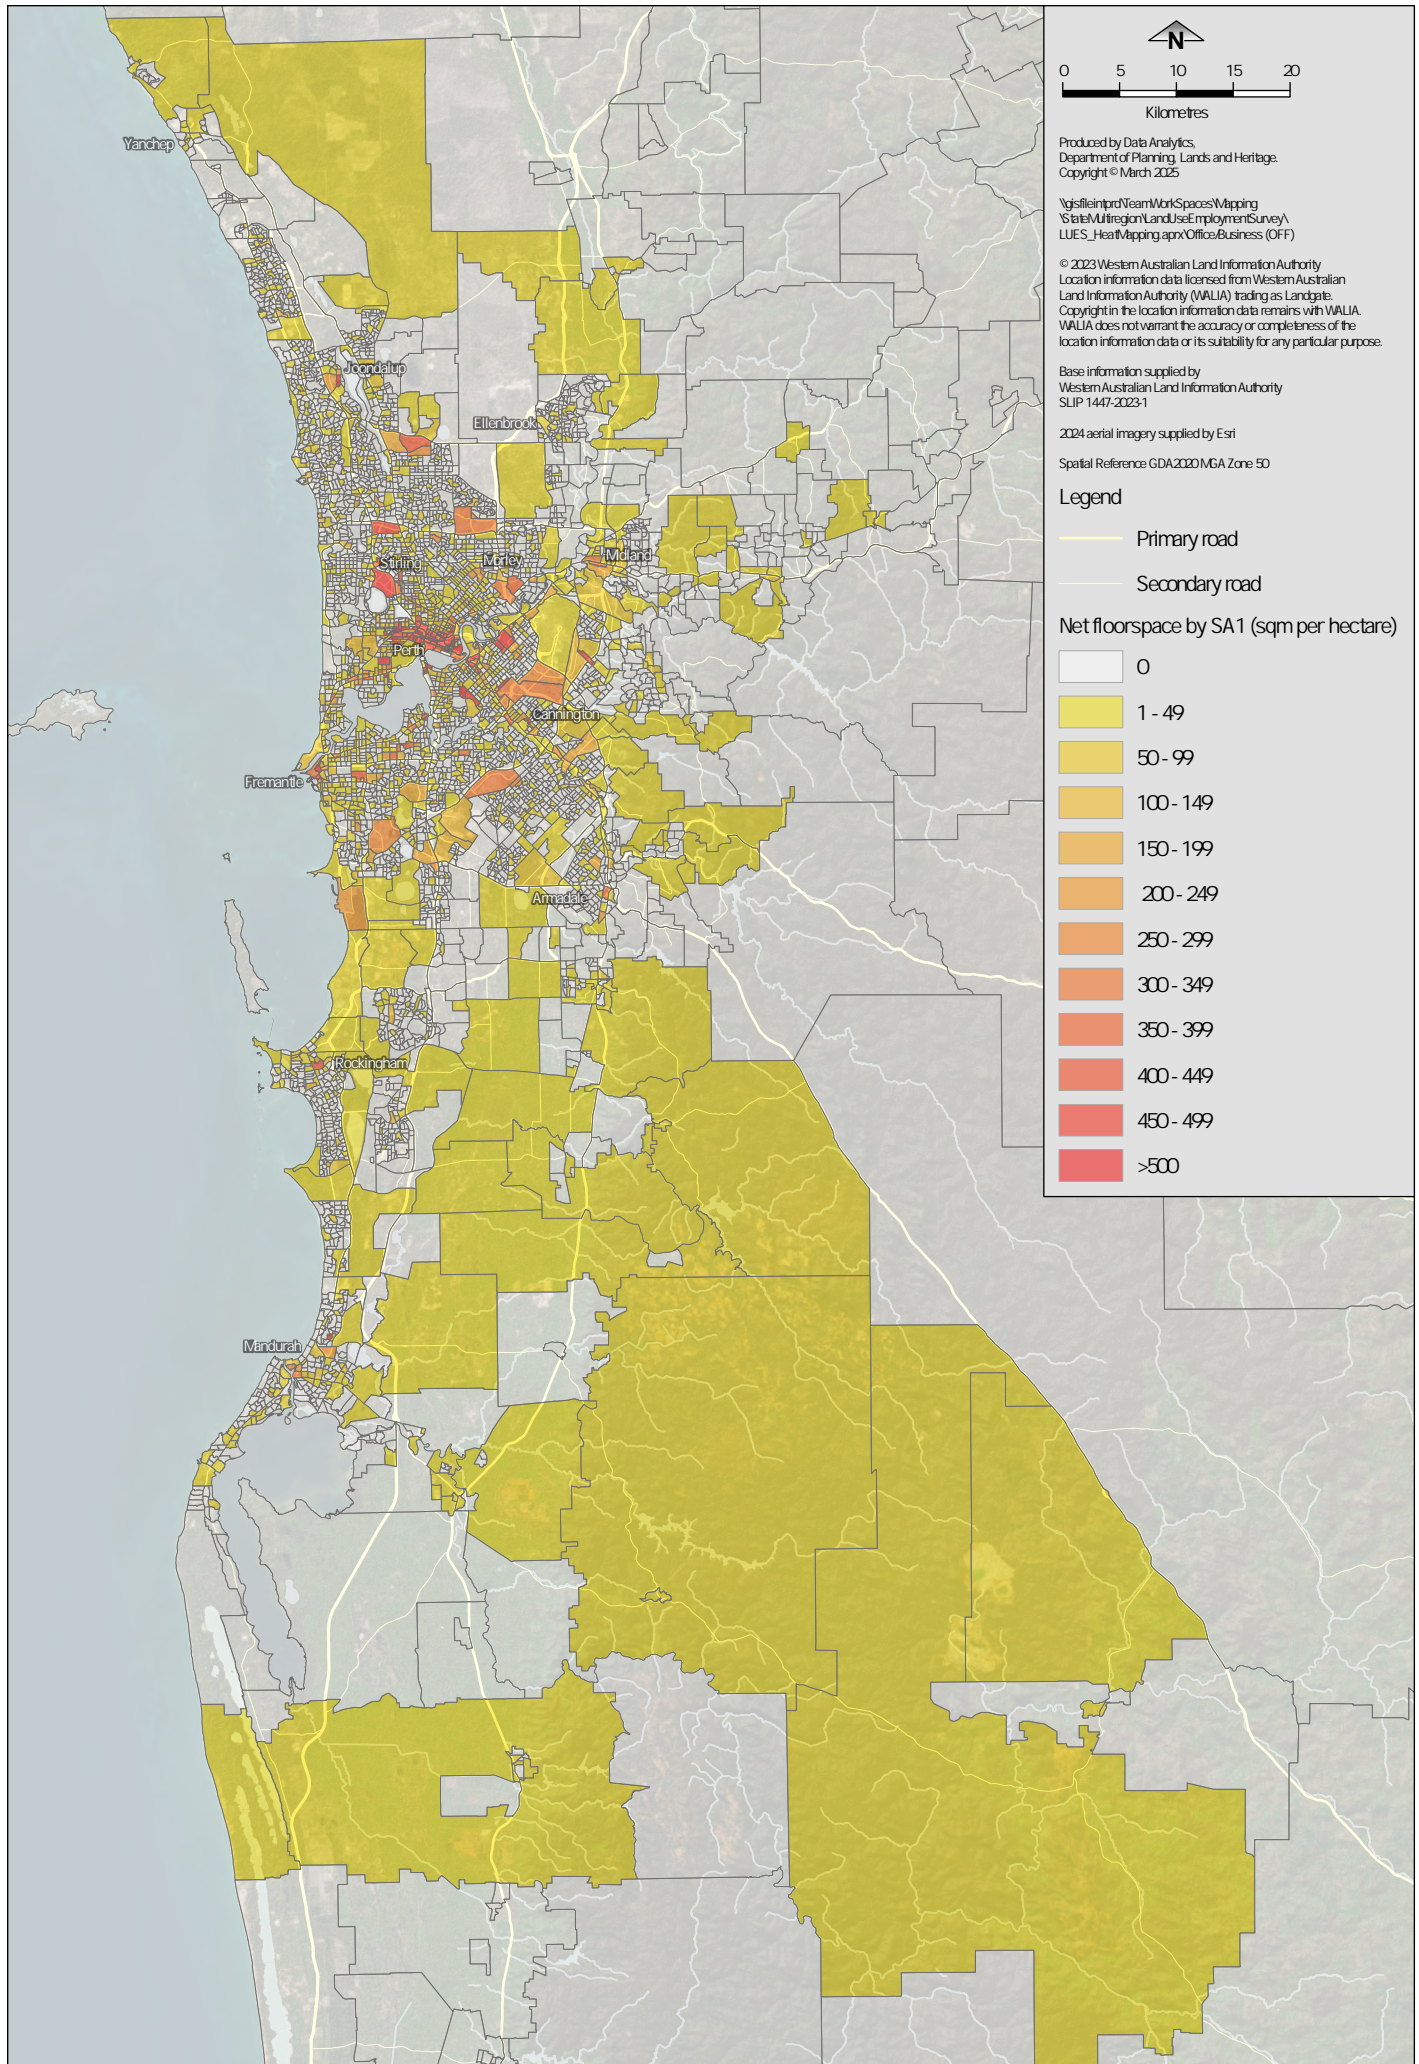 N
0 5 10 15 20
Kilometres
Produced by Data Analytics,
Department of Planning, Lands and Heritage.
Copyright © March 2025
\\gisfileintprd\TeamWorkSpaces\Mapping
\StateMultiregion\LandUseEmploymentSurvey\
LUES_HeatMapping.aprx\Office/Business (OFF)
© 2023 Western Australian Land Information Authority
Location information data licensed from Western Australian
Land Information Authority (WALIA) trading as Landgate.
Copyright in the location information data remains with WALIA.
WALIA does not warrant the accuracy or completeness of the
location information data or its suitability for any particular purpose.
Base information supplied by
Western Australian Land Information Authority
SLIP 1447-2023-1
2024 aerial imagery supplied by Esri
Spatial Reference GDA2020 MGA Zone 50
Legend
Primary road
Secondary road
Net floorspace by SA1 (sqm per hectare)
0
1 - 49
50 - 99
100 - 149
150 - 199
200 - 249
250 - 299
300 - 349
350 - 399
400 - 449
450 - 499
>500
Yanchep
Joondalup
Ellenbrook
Stirling
Morley
Midland
Perth
Cannington
Fremantle
Armadale
Rockingham
Mandurah